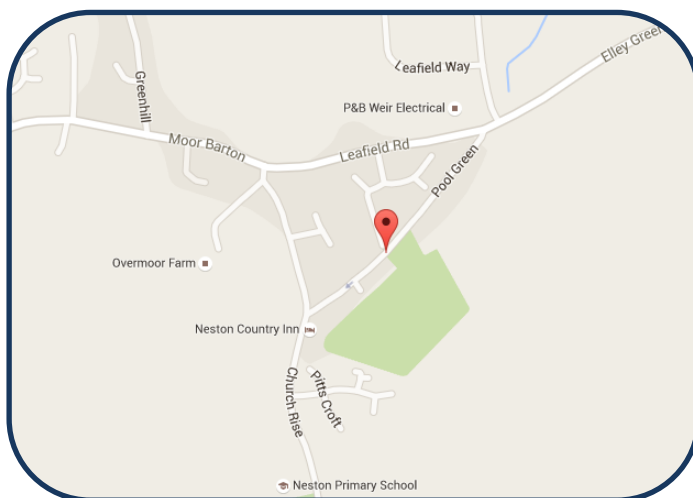 Elley Green
Leafield Way
Greenhill
P&B Weir Electrical
Moor Barton
Leafield Rd
Pool Green
Overmoor Farm
Neston Country Inn
Pitts Croft
Church Rise
Neston Primary School